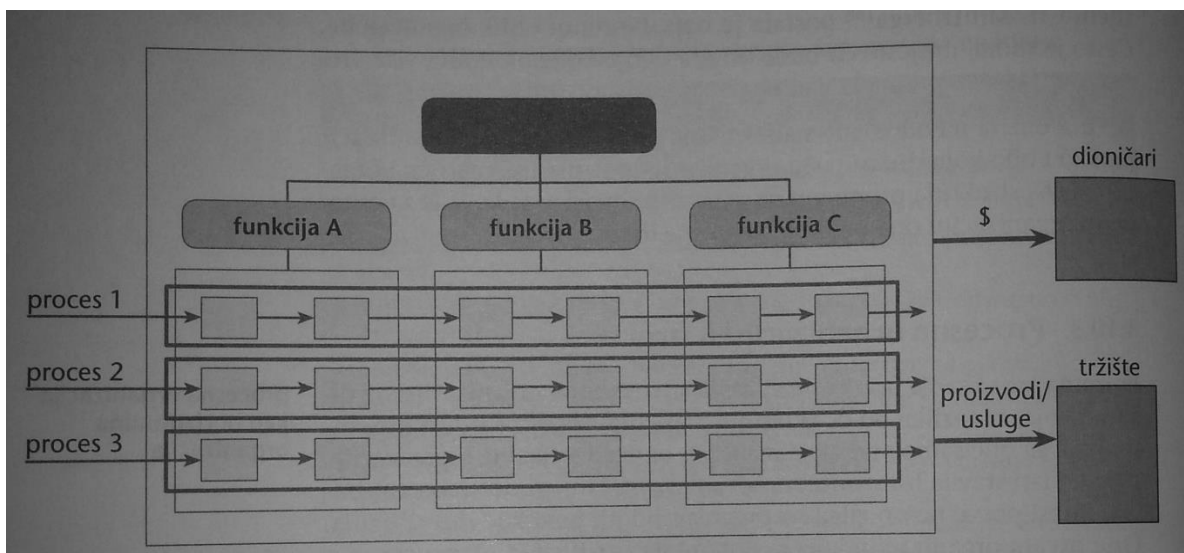 dioničari
funkcija A
funkcija B
funkcija C
$
proces 1
proces 2
proces 3
tržište
proizvodi/
usluge